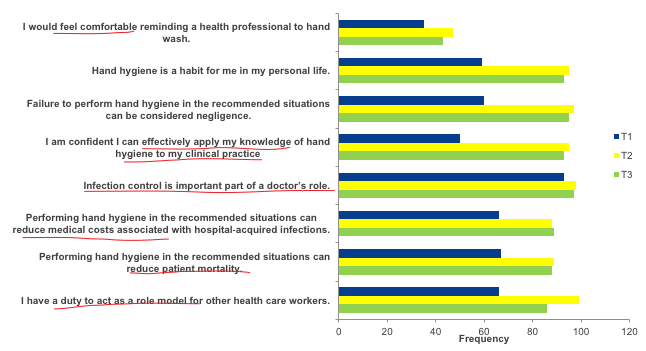 I would feel comfortable reminding a health professional to hand
wash.
Hand hygiene is a habit for me in my personal life.
Failure to perform hand hygiene in the recommended situations
can be considered negligence.
I am confident I can effectively apply my knowledge of hand
hygiene to my clinical practice
Infection control is important part of a doctor's role.
Performing hand hygiene in the recommended situations can
reduce medical costs associated with hospital-acquired infections.
Performing hand hygiene in the recommended situations can
reduce patient mortality.
I have a duty to act as a role model for other health care workers.
T1
T2
T3
0 20 40 60 80 100 120
Frequency